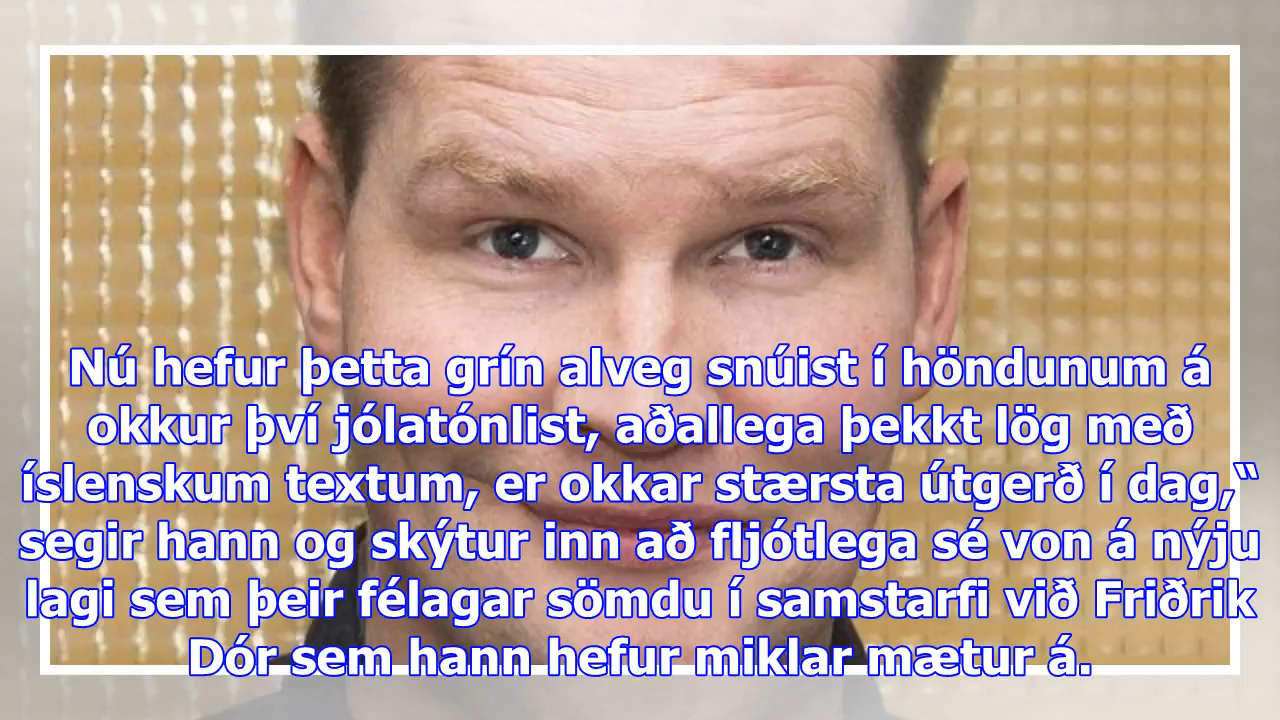 Nú hefur þetta grín alveg snúist í höndunum á
okkur því jólatónlist, aðallega þekkt lög með
íslenskum textum, er okkar stærsta útgerð í dag,“
segir hann og skýtur inn að fljótlega sé von á nýju
lagi sem þeir félagar sömdu í samstarfi við Friðrik
Dór sem hann hefur miklar mætur á.